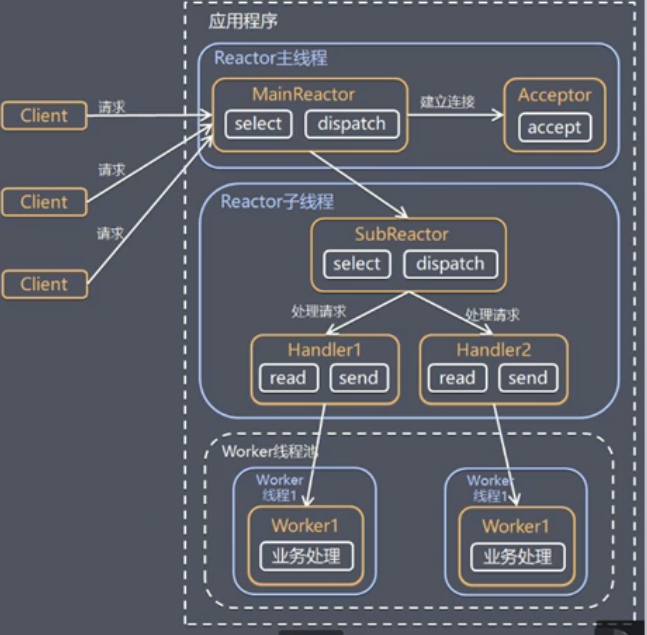 应用程序
Reactor主线程
MainReactor
select
dispatch
建立连接
Acceptor
accept
Client
请求
Client
请求
Client
请求
Reactor子线程
SubReactor
select
dispatch
处理请求
处理请求
Handler1
read
send
Handler2
read
send
Worker线程池
Worker
线程1
Worker1
业务处理
Worker
线程1
Worker1
业务处理